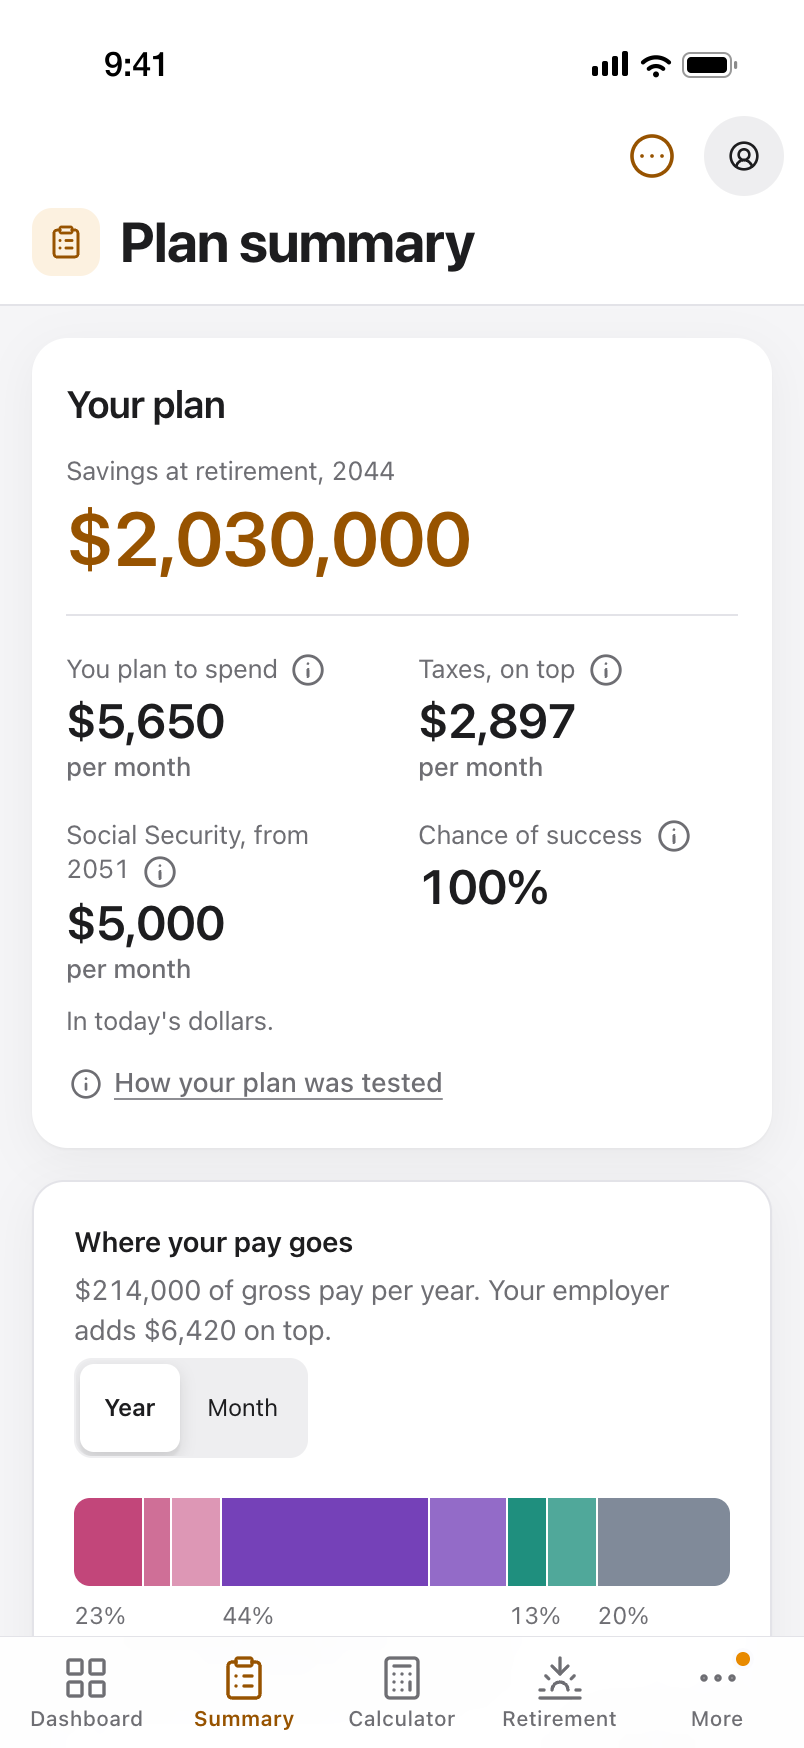 9:41
Plan summary
Your plan
Savings at retirement, 2044
$2,030,000
You plan to spend
$5,650
per month
Taxes, on top
$2,897
per month
Social Security, from
2051
$5,000
per month
Chance of success
100%
In today's dollars.
How your plan was tested
Where your pay goes
$214,000 of gross pay per year. Your employer
adds $6,420 on top.
Year
Month
23%
44%
13%
20%
Dashboard
Summary
Calculator
Retirement
More